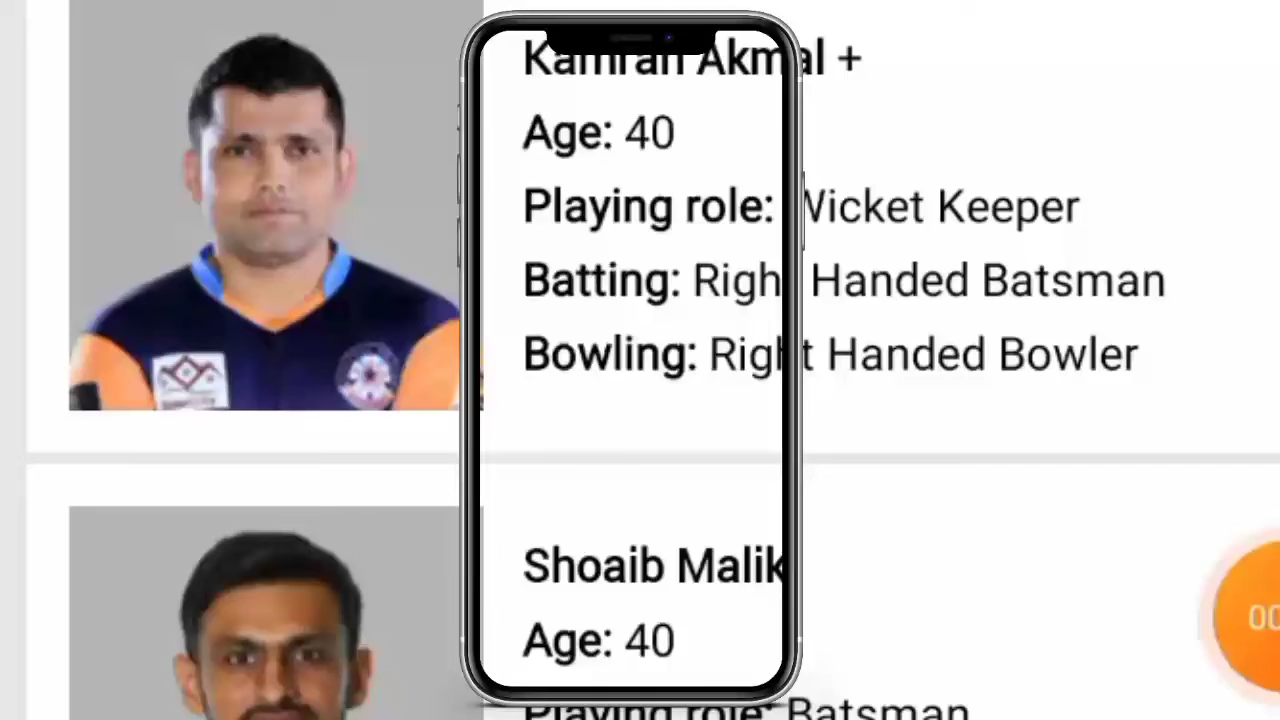 Kamran Akmal +
Age: 40
Playing role: Wicket Keeper
Batting: Right Handed Batsman
Bowling: Right Handed Bowler
Shoaib Malik
Age: 40
Playing role: Batsman
00